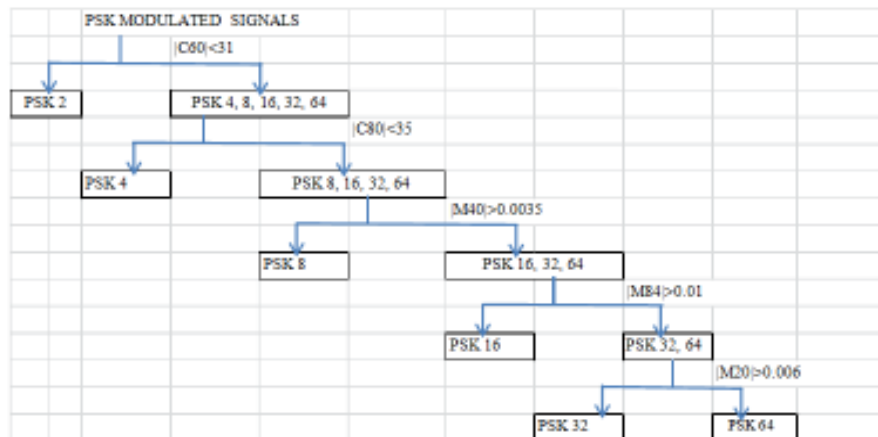 PSK MODULATED SIGNALS
|C60|<31
PSK 2
PSK 4, 8, 16, 32, 64
|C80|<35
PSK 4
PSK 8, 16, 32, 64
|M40|>0.0035
PSK 8
PSK 16, 32, 64
|M84|>0.01
PSK 16
PSK 32, 64
|M20|>0.006
PSK 32
PSK 64